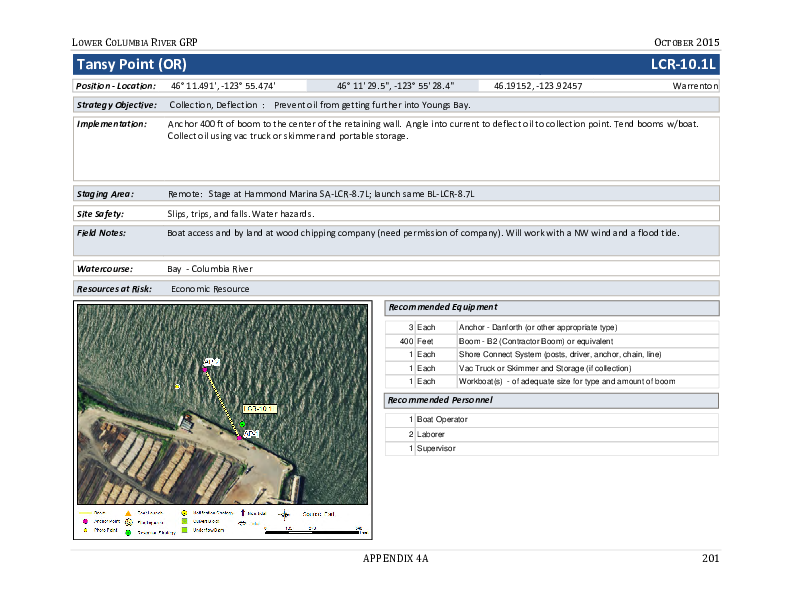 LOWER COLUMBIA RIVER GRP
OCTOBER 2015
Tansy Point (OR)
LCR-10.1L
Position - Location: 46° 11.491', -123° 55.474' 46° 11' 29.5", -123° 55' 28.4" 46.19152, -123.92457 Warrenton
Strategy Objective: Collection, Deflection : Prevent oil from getting further into Youngs Bay.
Implementation: Anchor 400 ft of boom to the center of the retaining wall. Angle into current to deflect oil to collection point. Tend booms w/boat.
Collect oil using vac truck or skimmer and portable storage.
Staging Area: Remote: Stage at Hammond Marina SA-LCR-8.7L; launch same BL-LCR-8.7L
Site Safety: Slips, trips, and falls. Water hazards.
Field Notes: Boat access and by land at wood chipping company (need permission of company). Will work with a NW wind and a flood tide.
Watercourse: Bay - Columbia River
Resources at Risk: Economic Resource
Recommended Equipment
3 Each Anchor - Danforth (or other appropriate type)
400 Feet Boom - B2 (Contractor Boom) or equivalent
1 Each Shore Connect System (posts, driver, anchor, chain, line)
1 Each Vac Truck or Skimmer and Storage (if collection)
1 Each Workboat(s) - of adequate size for type and amount of boom
Recommended Personnel
1 Boat Operator
2 Laborer
1 Supervisor
Anchor Point
Photo Point
Notification Strategy
Underflow Dam
APPENDIX 4A
201